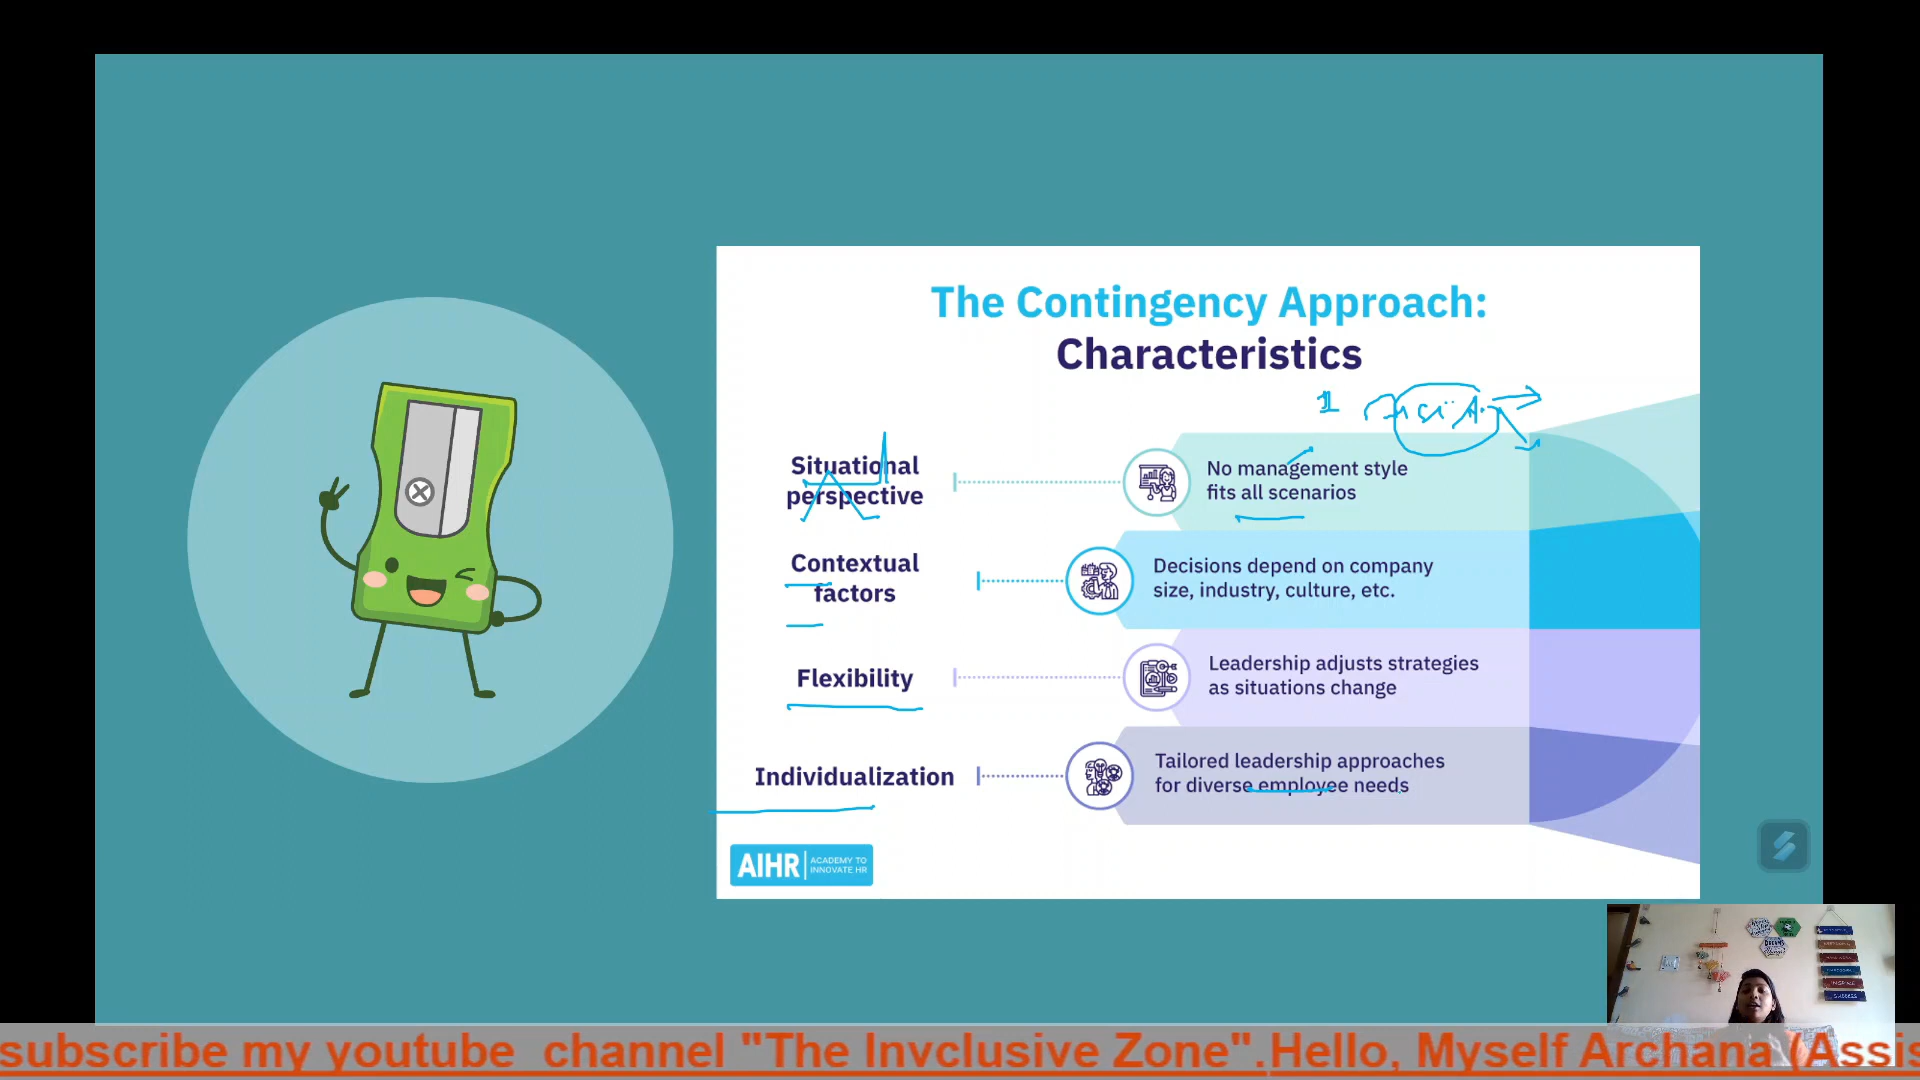 The Contingency Approach:
Characteristics
1
Situational
perspective
No management style
fits all scenarios
Contextual
factors
Decisions depend on company
size, industry, culture, etc.
Flexibility
Leadership adjusts strategies
as situations change
Individualization
Tailored leadership approaches
for diverse employee needs
AIHR
ACADEMY TO
INNOVATE HR
subscribe my youtube channel "The Invclusive Zone".Hello, Myself Archana (Assis